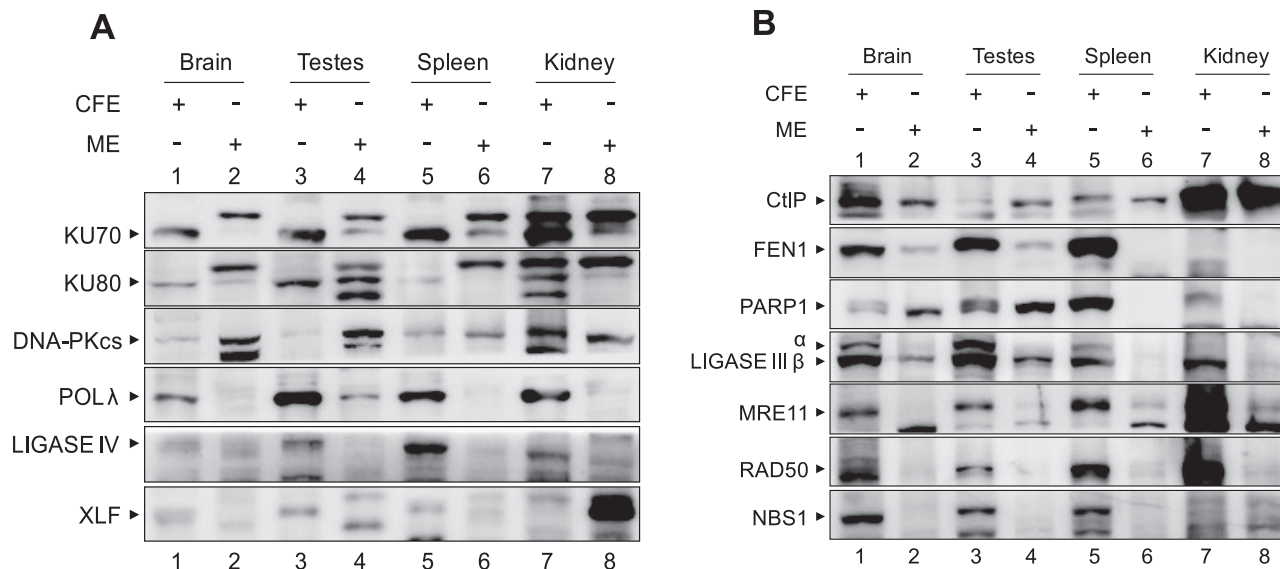 A
Brain Testes Spleen Kidney
CFE + - + - + - + -
ME - + - + - + - +
1 2 3 4 5 6 7 8
KU70
KU80
DNA-PKcs
POL λ
LIGASE IV
XLF
1 2 3 4 5 6 7 8
B
Brain Testes Spleen Kidney
CFE + - + - + - + -
ME - + - + - + - +
1 2 3 4 5 6 7 8
CtIP
FEN1
PARP1
α
LIGASE III β
MRE11
RAD50
NBS1
1 2 3 4 5 6 7 8